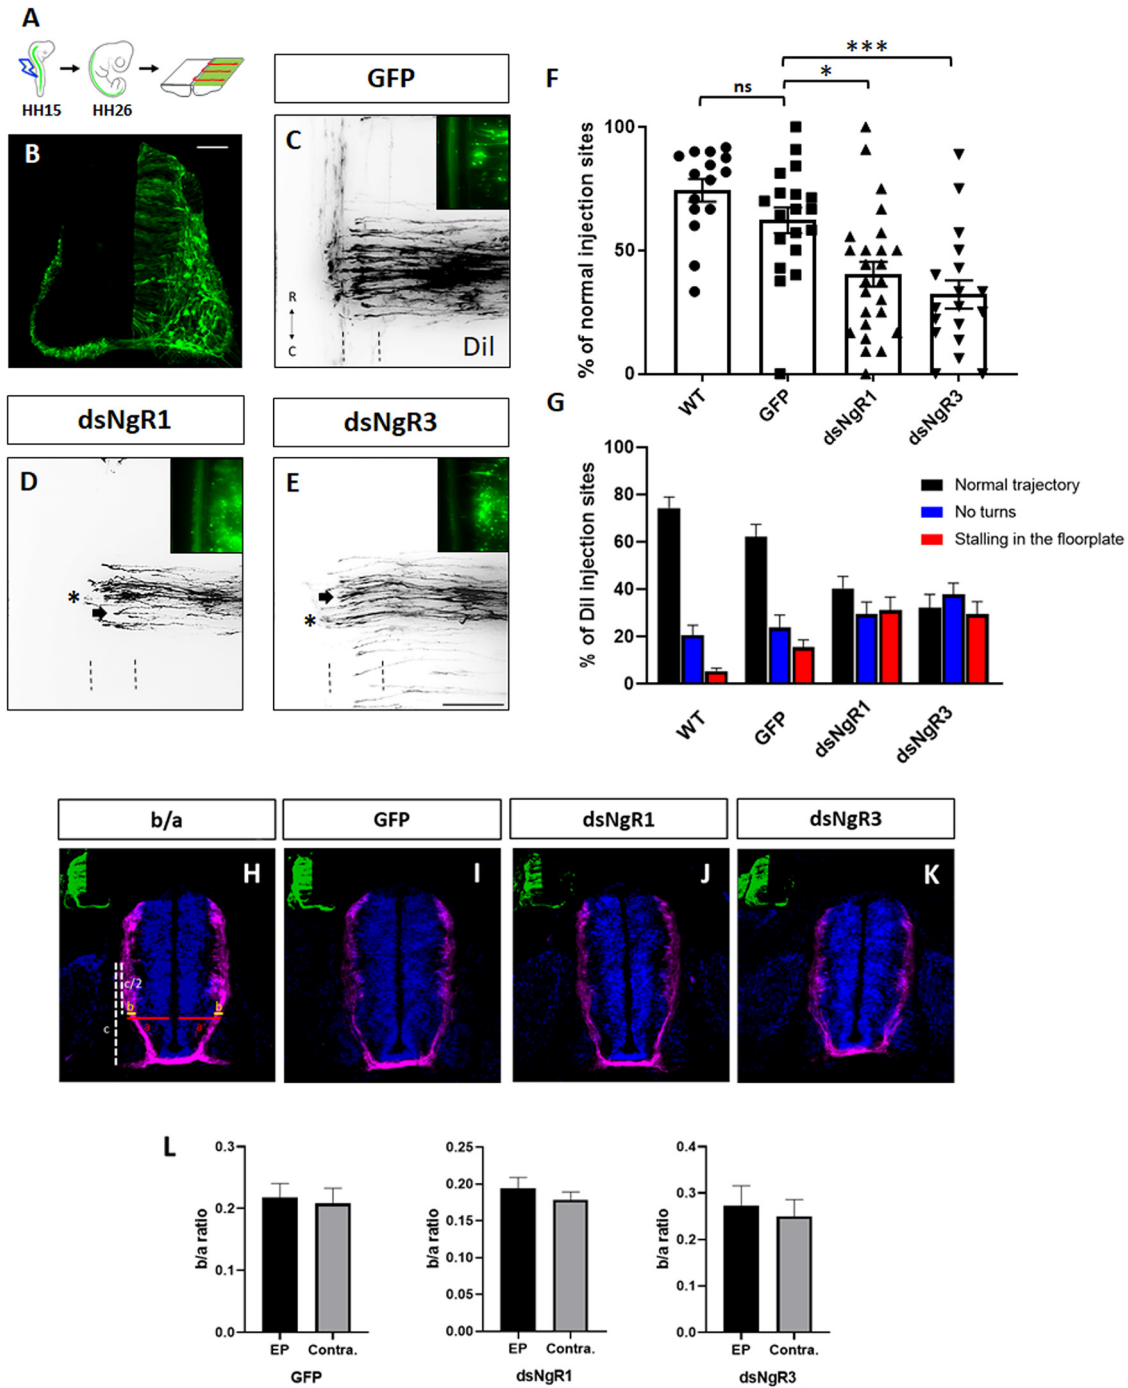 A
HH15 HH26
B
GFP
C
R
C
DiI
dsNgR1
D
*
dsNgR3
E
*
F
***
*
ns
% of normal injection sites
100
50
0
WT GFP dsNgR1 dsNgR3
G
% of DiI injection sites
100
80
60
40
20
0
Normal trajectory
No turns
Stalling in the floorplate
WT GFP dsNgR1 dsNgR3
b/a
H
c/2
b b
a a
c
GFP
I
dsNgR1
J
dsNgR3
K
L
b/a ratio
0.3
0.2
0.1
0.0
EP Contra.
GFP
b/a ratio
0.25
0.20
0.15
0.10
0.05
0.00
EP Contra.
dsNgR1
b/a ratio
0.4
0.3
0.2
0.1
0.0
EP Contra.
dsNgR3